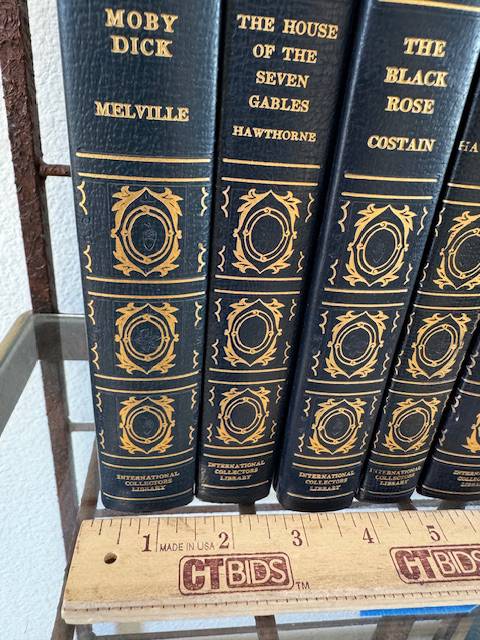 MOBY
DICK
MELVILLE
INTERNATIONAL
COLLECTORS
LIBRARY
THE HOUSE
OF THE
SEVEN
GABLES
HAWTHORNE
INTERNATIONAL
COLLECTORS
LIBRARY
THE
BLACK
ROSE
COSTAIN
INTERNATIONAL
COLLECTORS
LIBRARY
HA
INTERNATIONAL
COLLECTORS
LIBRARY
1 MADE IN USA 2 3 4 5
CTBIDS TM CTBIDS